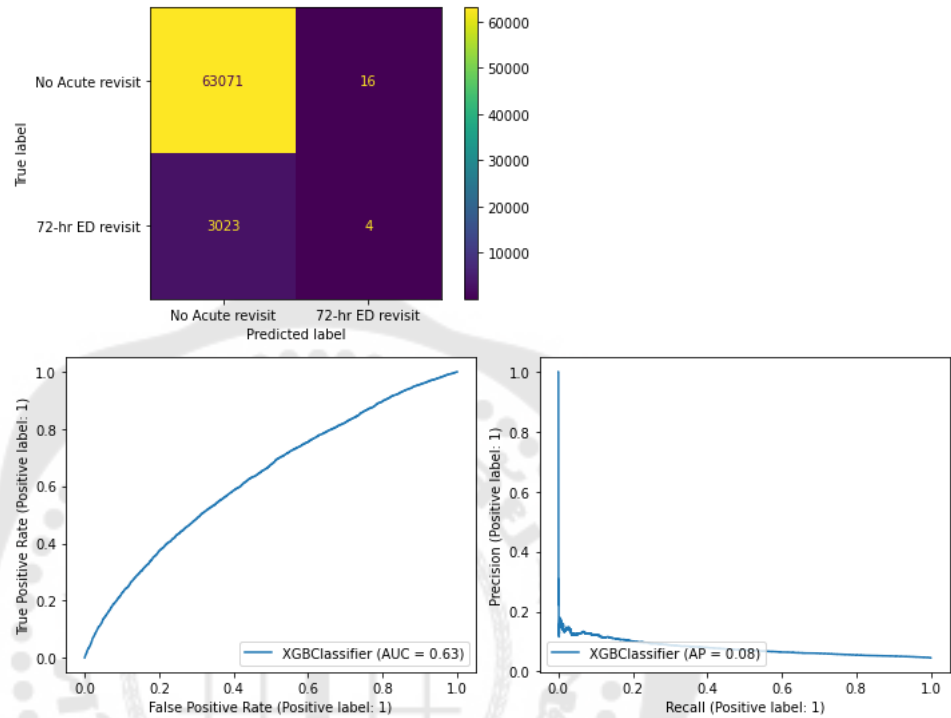 True label
No Acute revisit
72-hr ED revisit
63071
16
3023
4
No Acute revisit
72-hr ED revisit
Predicted label
60000
50000
40000
30000
20000
10000
True Positive Rate (Positive label: 1)
1.0
0.8
0.6
0.4
0.2
0.0
XGBClassifier (AUC = 0.63)
0.0 0.2 0.4 0.6 0.8 1.0
False Positive Rate (Positive label: 1)
Precision (Positive label: 1)
1.0
0.8
0.6
0.4
0.2
0.0
XGBClassifier (AP = 0.08)
0.0 0.2 0.4 0.6 0.8 1.0
Recall (Positive label: 1)